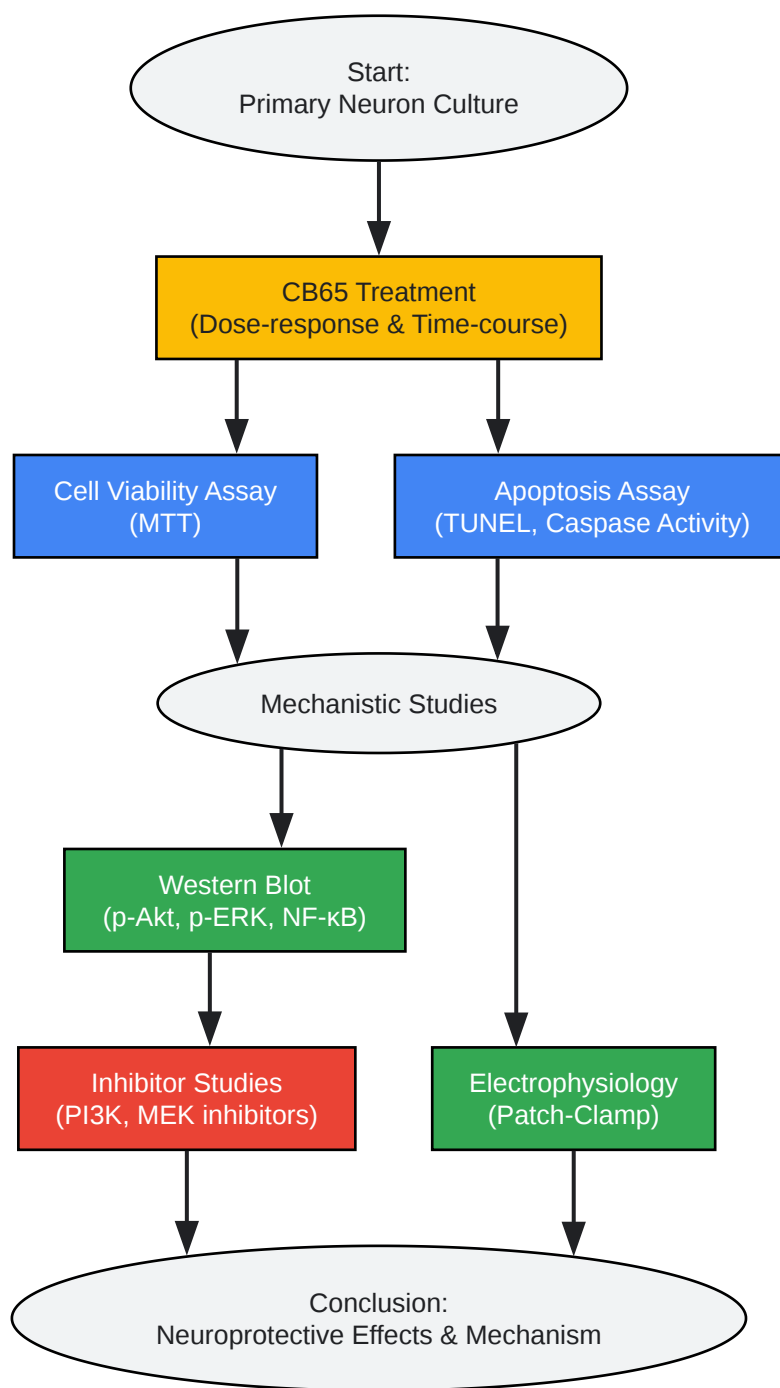 Start:
Primary Neuron Culture
CB65 Treatment
(Dose-response & Time-course)
Cell Viability Assay
(MTT)
Apoptosis Assay
(TUNEL, Caspase Activity)
Mechanistic Studies
Western Blot
(p-Akt, p-ERK, NF-κB)
Inhibitor Studies
(PI3K, MEK inhibitors)
Electrophysiology
(Patch-Clamp)
Conclusion:
Neuroprotective Effects & Mechanism